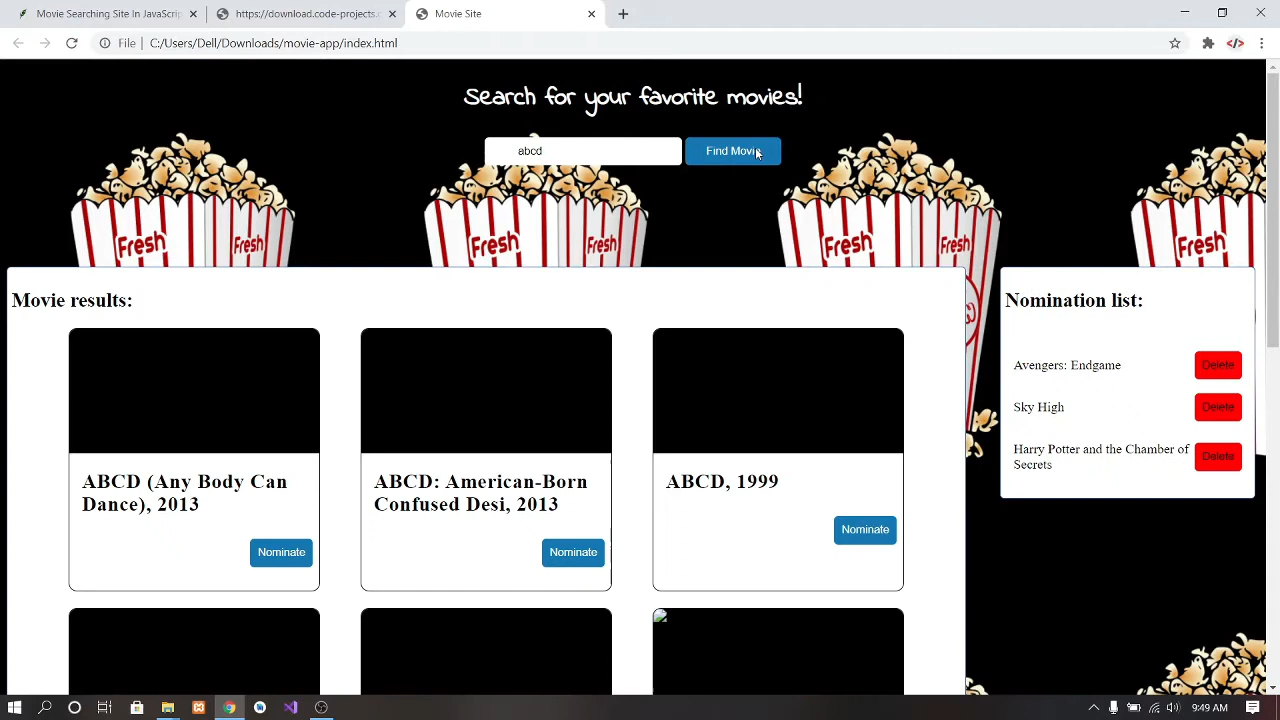 Movie Searching Site In JavaScrip
https://download.code-projects.o
Movie Site
File
C:/Users/Dell/Downloads/movie-app/index.html
Search for your favorite movies!
abcd
Find Movie
Fresh
Fresh
Fresh
Fresh
Fresh
Fresh
Fresh
Movie results:
Nomination list:
Avengers: Endgame
Delete
Sky High
Delete
Harry Potter and the Chamber of
Secrets
Delete
ABCD (Any Body Can
Dance), 2013
Nominate
ABCD: American-Born
Confused Desi, 2013
Nominate
ABCD, 1999
Nominate
9:49 AM